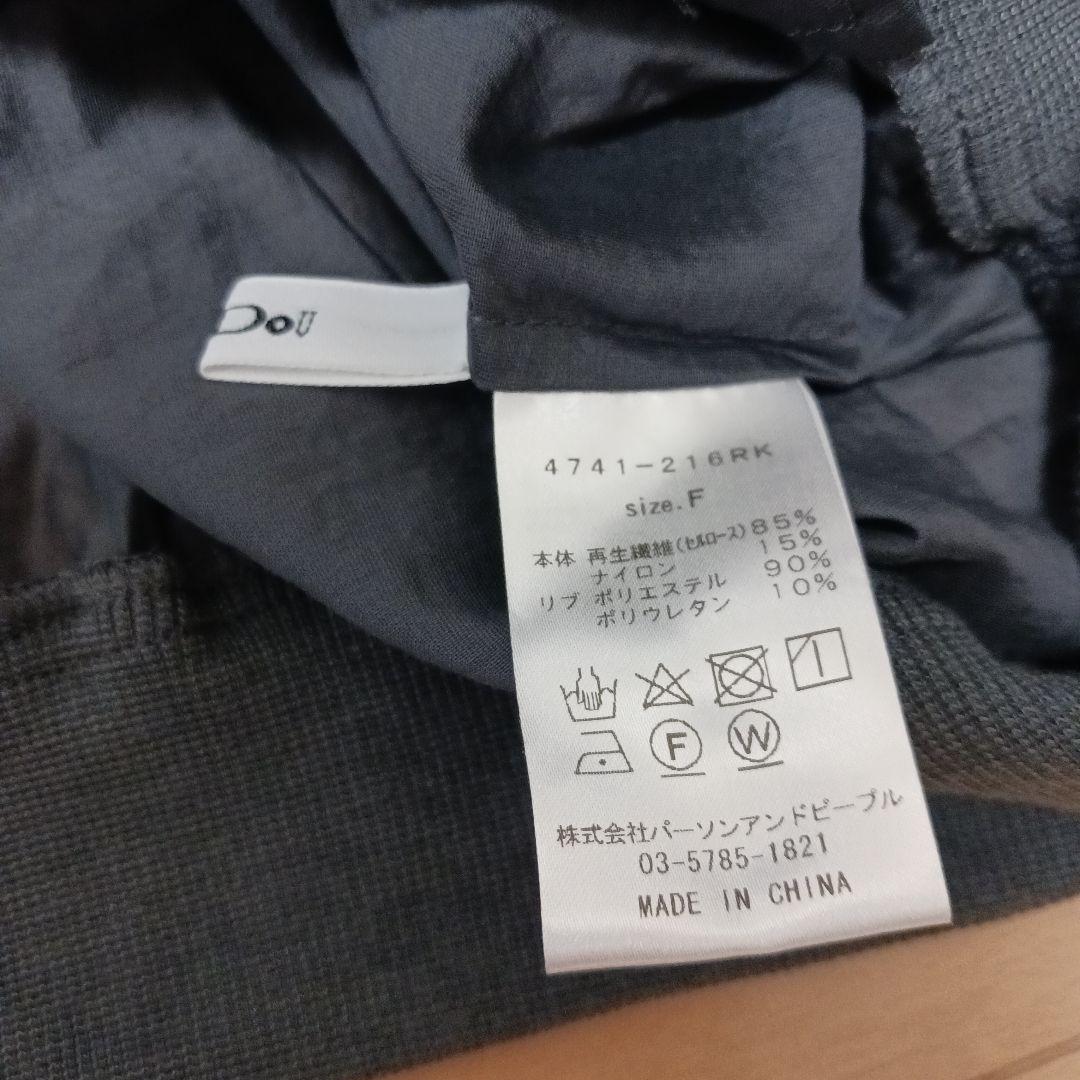 DoU
4741-216RK
size.F
本体 再生繊維(セルロース) 85%
ナイロン 15%
リブ ポリエステル 90%
ポリウレタン 10%
F W
株式会社パーソンアンドピープル
03-5785-1821
MADE IN CHINA